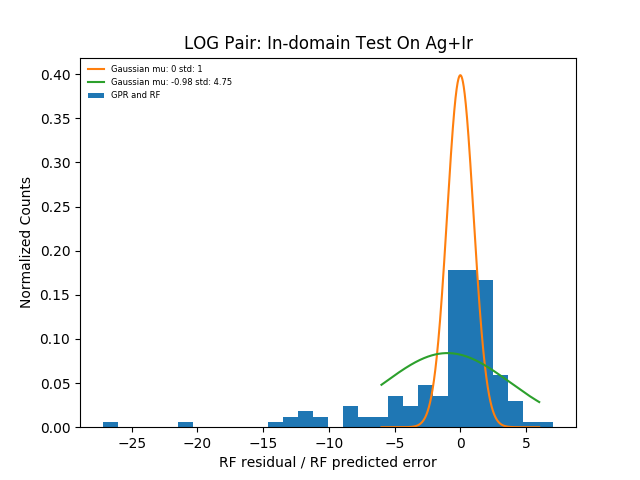 LOG Pair: In-domain Test On Ag+Ir
Gaussian mu: 0 std: 1
Gaussian mu: -0.98 std: 4.75
GPR and RF
Normalized Counts
0.40
0.35
0.30
0.25
0.20
0.15
0.10
0.05
0.00
−25 −20 −15 −10 −5 0 5
RF residual / RF predicted error